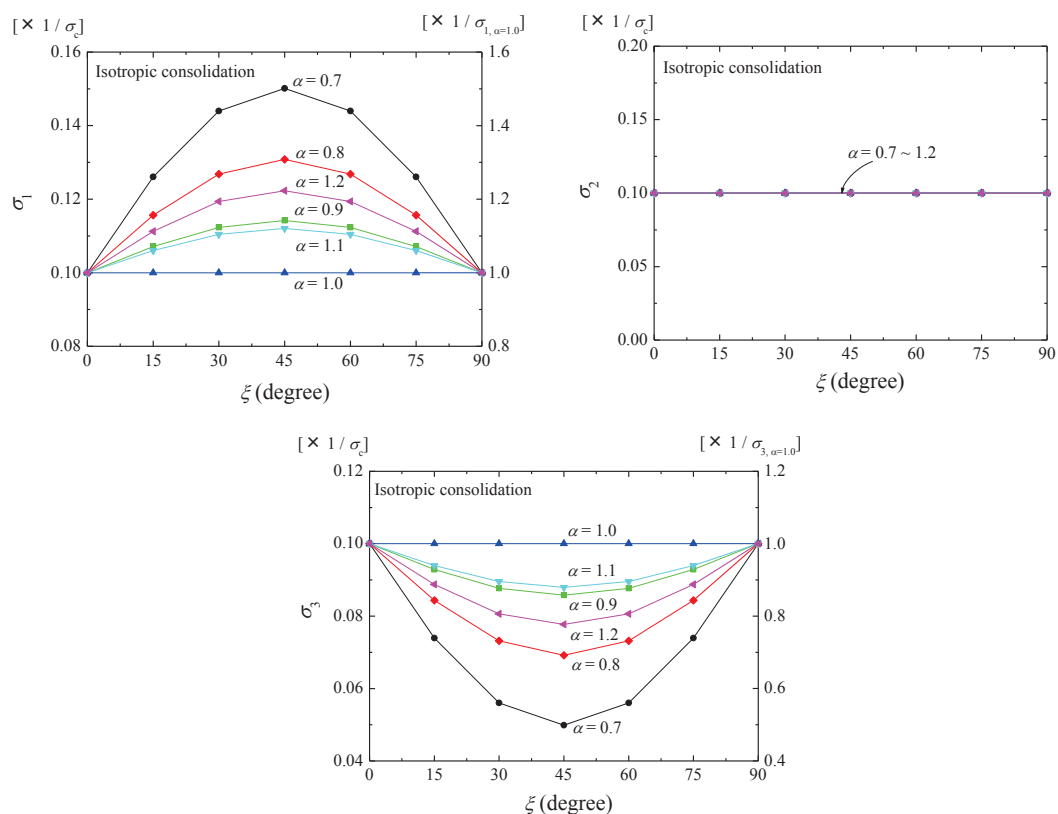 [ × 1 / σc] [ × 1 / σ1, α=1.0]
0.16 1.6
Isotropic consolidation
α = 0.7
0.14 1.4
α = 0.8
α = 1.2
0.12 1.2
α = 0.9
α = 1.1
0.10 1.0
α = 1.0
0.08 0.8
σ1
0 15 30 45 60 75 90
ξ (degree)
[ × 1 / σc]
0.20
Isotropic consolidation
0.15
α = 0.7 ~ 1.2
0.10
0.05
0.00
σ2
0 15 30 45 60 75 90
ξ (degree)
[ × 1 / σc] [ × 1 / σ3, α=1.0]
0.12 1.2
Isotropic consolidation
α = 1.0
0.10 1.0
α = 1.1
α = 0.9
0.08 0.8
α = 1.2
α = 0.8
0.06 0.6
α = 0.7
0.04 0.4
σ3
0 15 30 45 60 75 90
ξ (degree)